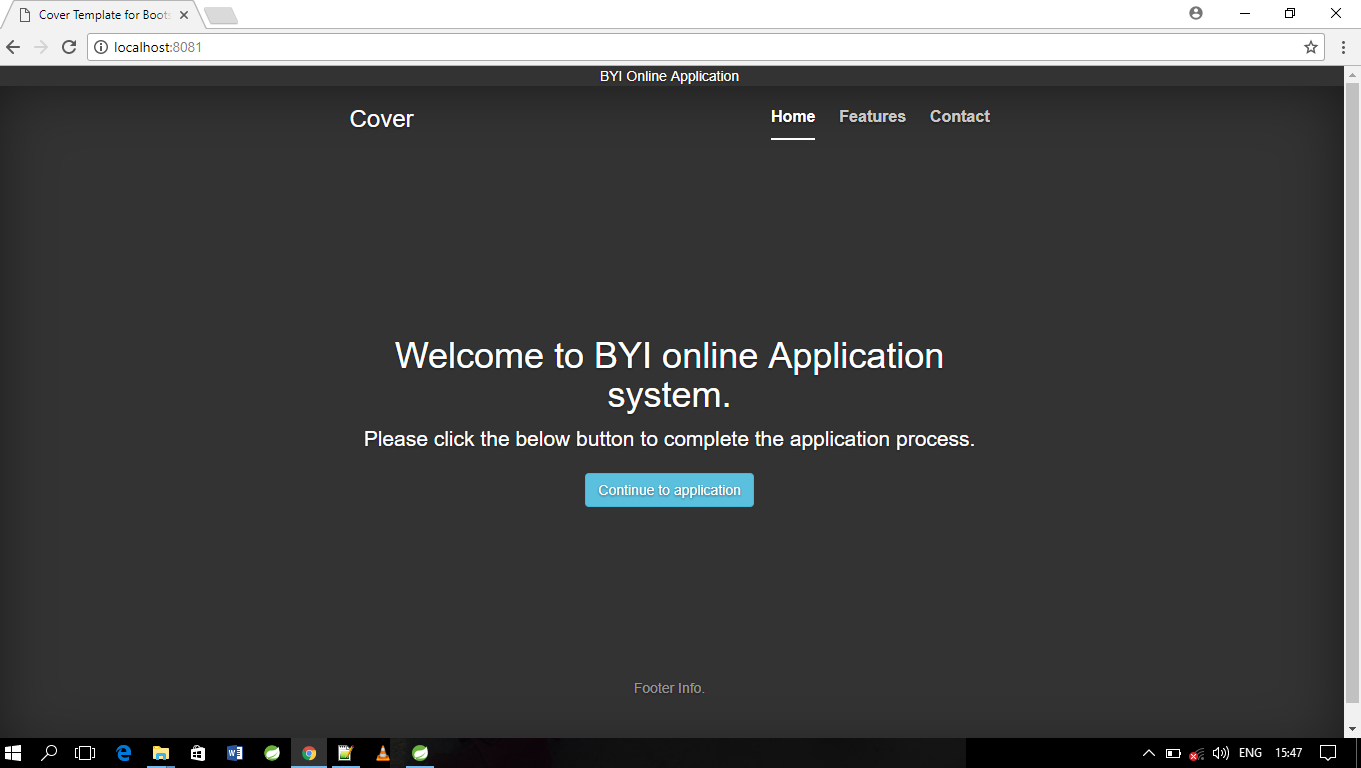 Cover Template for Boots
localhost:8081
BYI Online Application
Cover
Home Features Contact
Welcome to BYI online Application
system.
Please click the below button to complete the application process.
Continue to application
Footer Info.
ENG 15:47